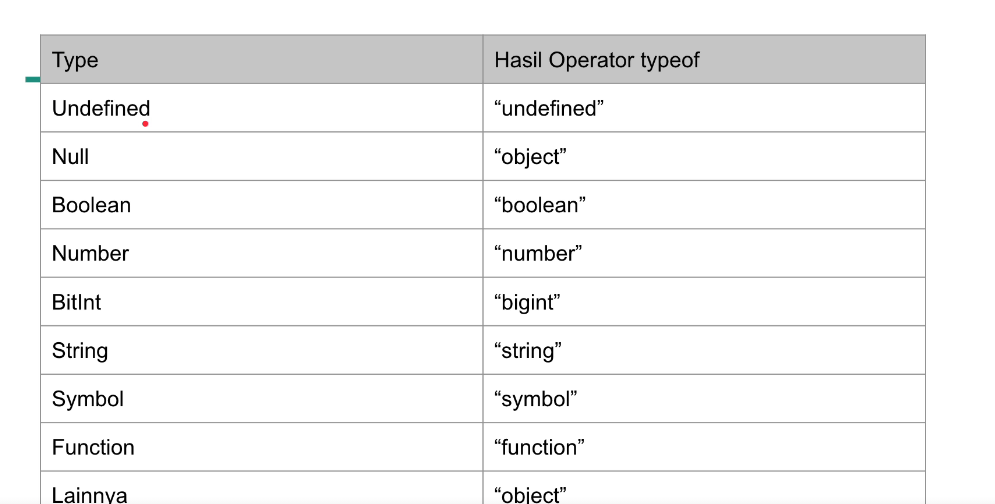 Type Hasil Operator typeof
Undefined “undefined”
Null “object”
Boolean “boolean”
Number “number”
BitInt “bigint”
String “string”
Symbol “symbol”
Function “function”
Lainnya “object”